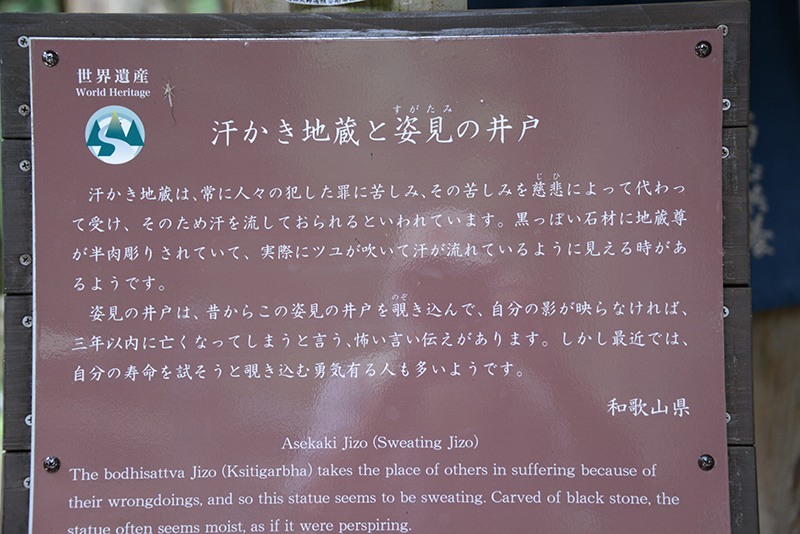 世界遺産
World Heritage
汗かき地蔵と姿見の井戸
すがたみ
汗かき地蔵は、常に人々の犯した罪に苦しみ、その苦しみを慈悲によって代わっ
じひ
て受け、そのため汗を流しておられるといわれています。黒っぽい石材に地蔵尊
が半肉彫りされていて、実際にツユが吹いて汗が流れているように見える時があ
るようです。
姿見の井戸は、昔からこの姿見の井戸を覗き込んで、自分の影が映らなければ、
のぞ
三年以内に亡くなってしまうと言う、怖い言い伝えがあります。しかし最近では、
自分の寿命を試そうと覗き込む勇気有る人も多いようです。
和歌山県
Asekaki Jizo (Sweating Jizo)
The bodhisattva Jizo (Ksitigarbha) takes the place of others in suffering because of
their wrongdoings, and so this statue seems to be sweating. Carved of black stone, the
statue often seems moist, as if it were perspiring.